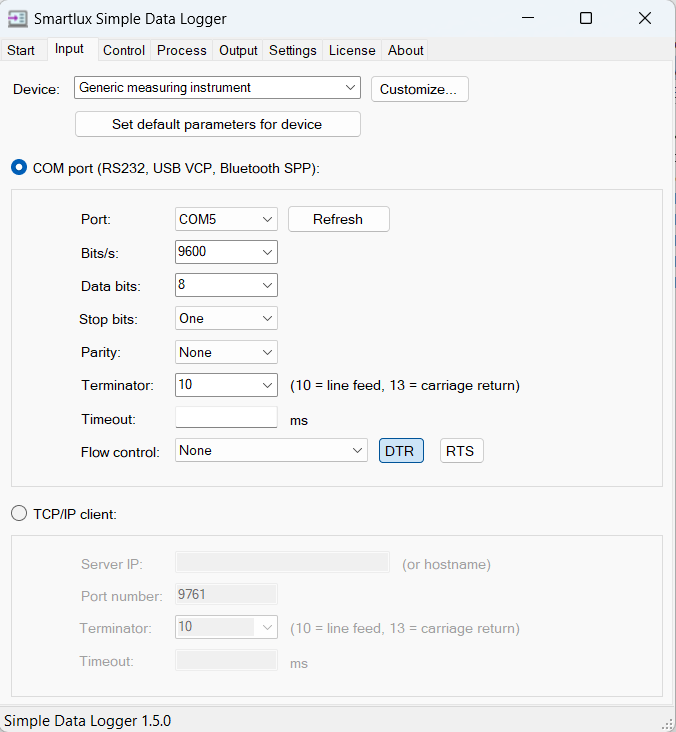 Smartlux Simple Data Logger
Start Input Control Process Output Settings License About
Device: Generic measuring instrument Customize...
Set default parameters for device
COM port (RS232, USB VCP, Bluetooth SPP):
Port: COM5 Refresh
Bits/s: 9600
Data bits: 8
Stop bits: One
Parity: None
Terminator: 10 (10 = line feed, 13 = carriage return)
Timeout: ms
Flow control: None DTR RTS
TCP/IP client:
Server IP: (or hostname)
Port number: 9761
Terminator: 10 (10 = line feed, 13 = carriage return)
Timeout: ms
Simple Data Logger 1.5.0